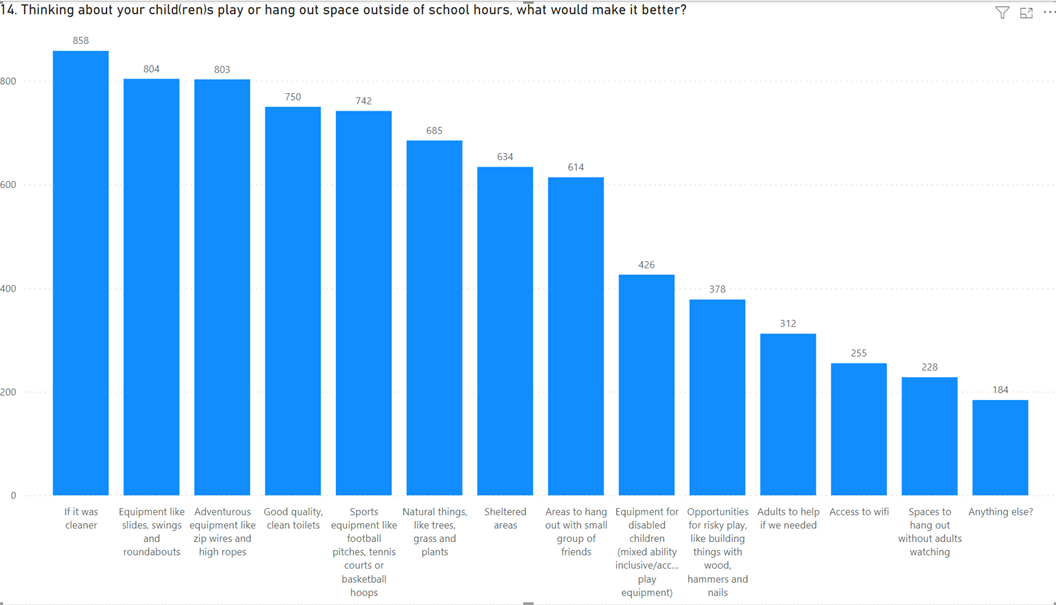 14. Thinking about your child(ren)s play or hang out space outside of school hours, what would make it better?
858
804
803
750
742
685
634
614
426
378
312
255
228
184
800
600
400
200
0
If it was
cleaner
Equipment like
slides, swings
and
roundabouts
Adventurous
equipment like
zip wires and
high ropes
Good quality,
clean toilets
Sports
equipment like
football
pitches, tennis
courts or
basketball
hoops
Natural things,
like trees,
grass and
plants
Sheltered
areas
Areas to hang
out with small
group of
friends
Equipment for
disabled
children
(mixed ability
inclusive/acc...
play
equipment)
Opportunities
for risky play,
like building
things with
wood,
hammers and
nails
Adults to help
if we needed
Access to wifi
Spaces to
hang out
without adults
watching
Anything else?